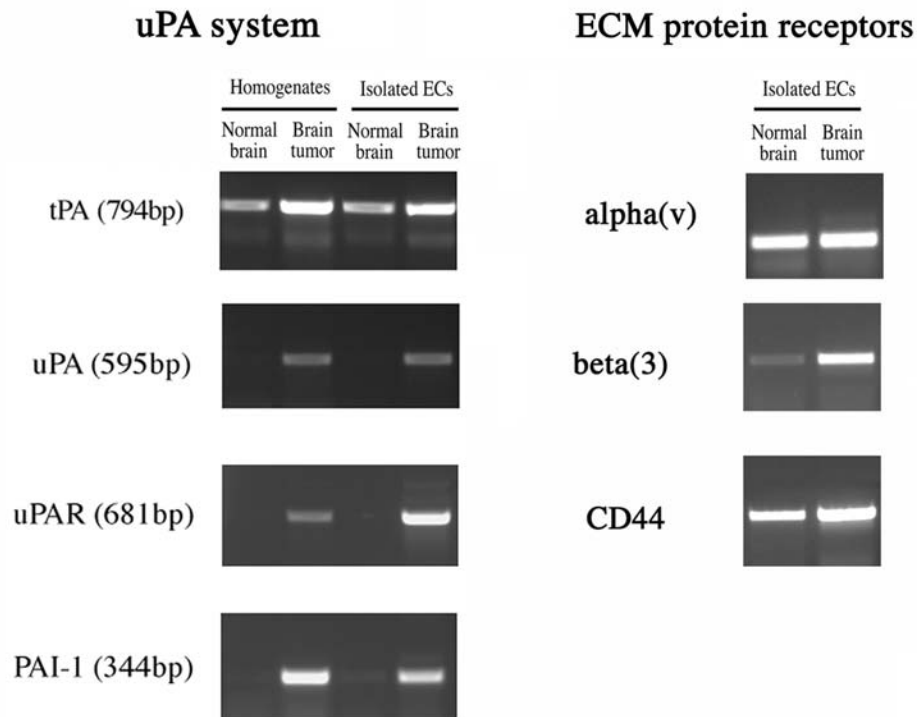 uPA system
Homogenates Isolated ECs
Normal Brain Normal Brain
brain tumor brain tumor
tPA (794bp)
uPA (595bp)
uPAR (681bp)
PAI-1 (344bp)
ECM protein receptors
Isolated ECs
Normal Brain
brain tumor
alpha(v)
beta(3)
CD44